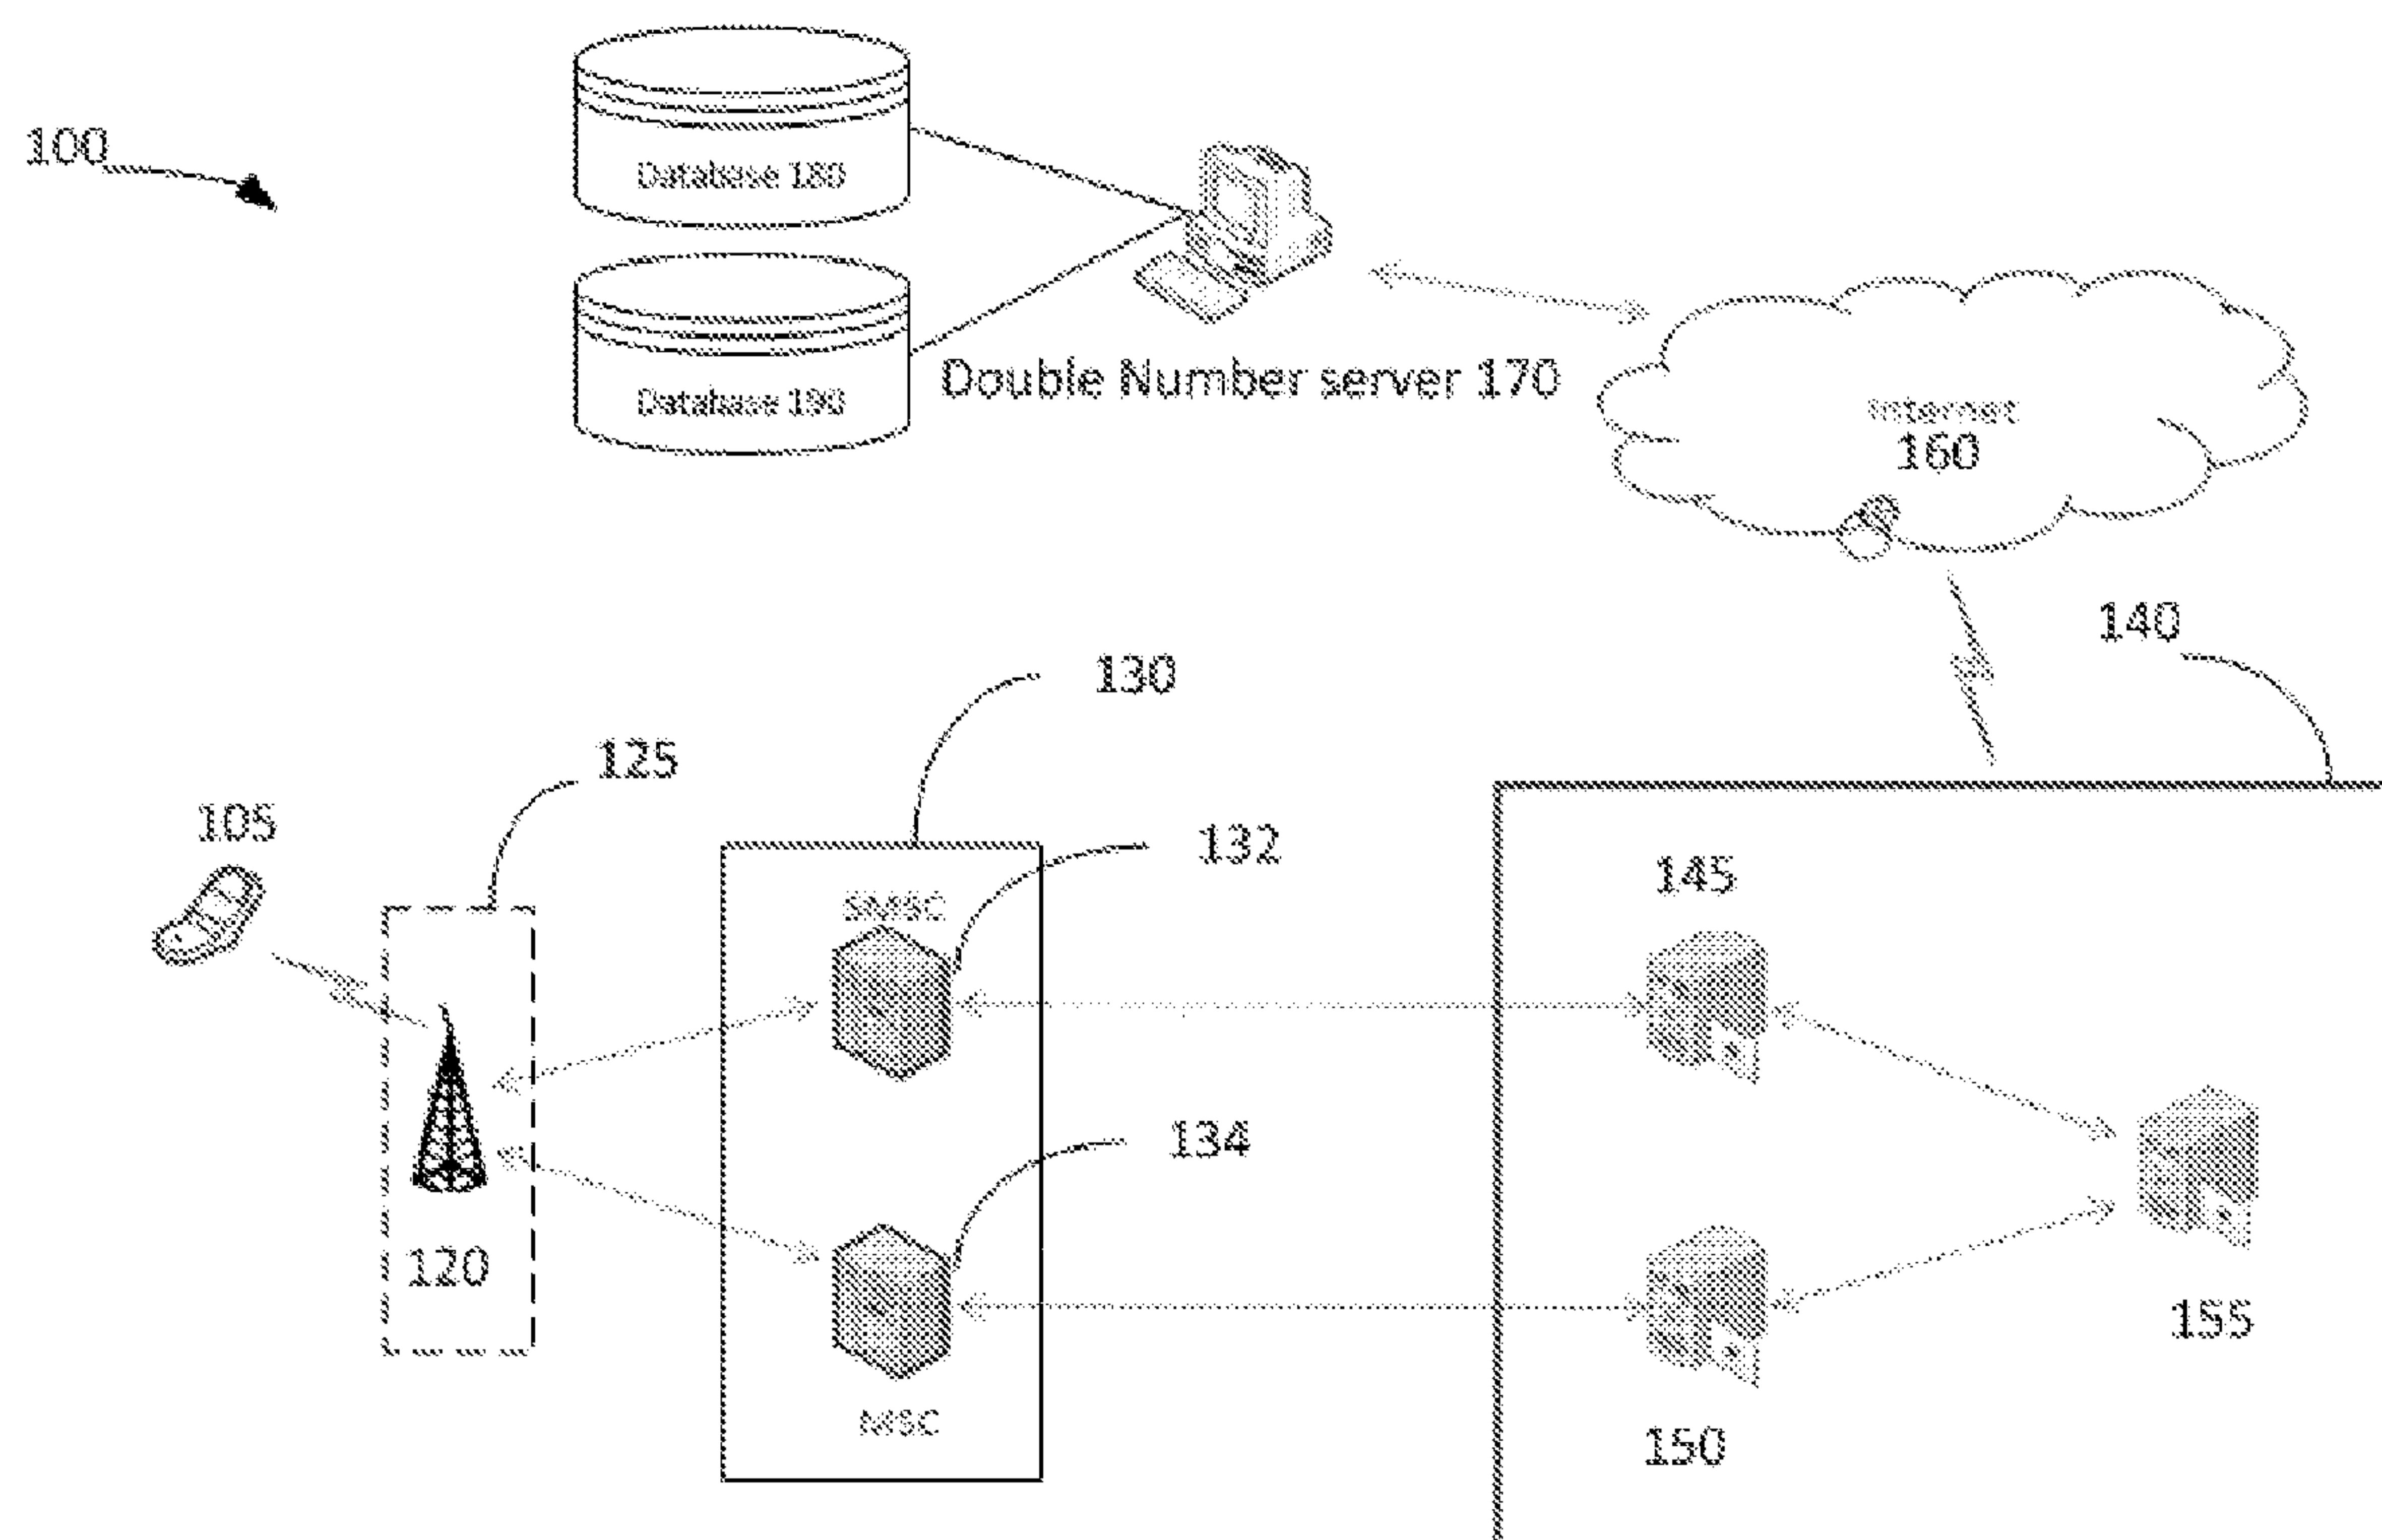 100
Database 180
Database 190
Double Number server 170
Internet
160
140
130
125
105
132
SMSC
145
134
120
155
MSC
150